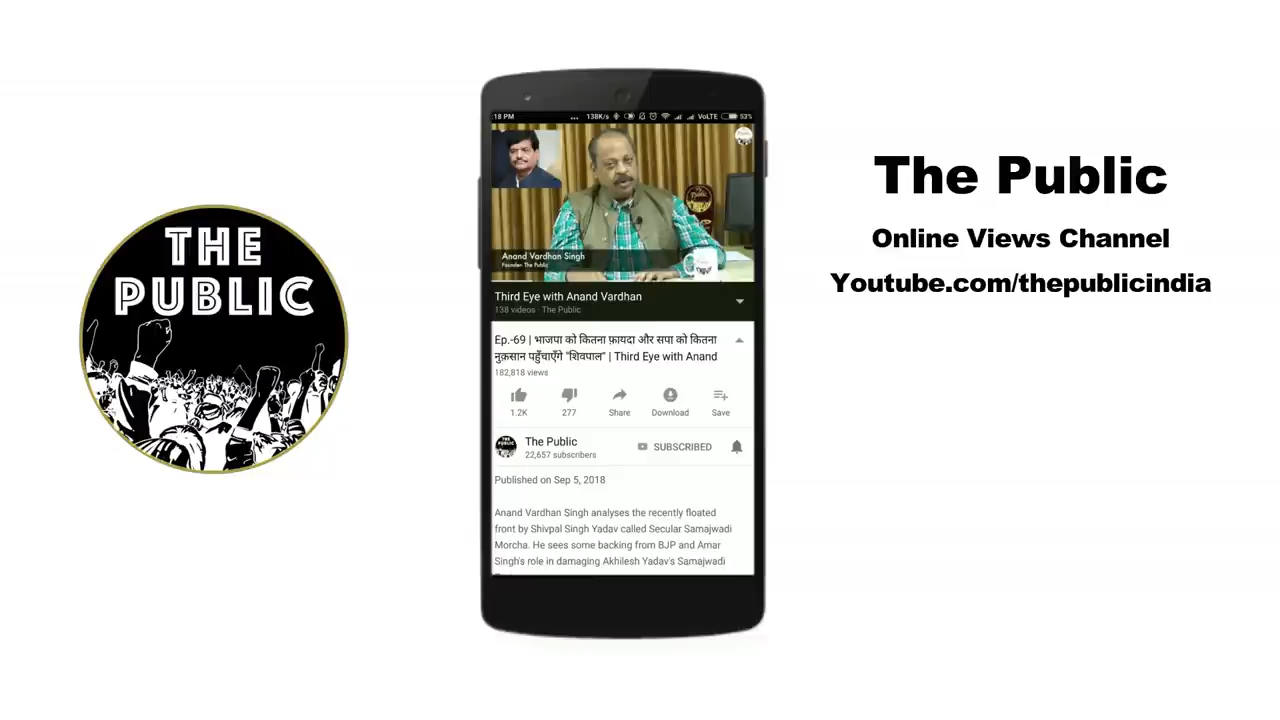 THE
PUBLIC
:18 PM
... 138K/s VoLTE 53%
Anand Vardhan Singh
Founder- The Public
Third Eye with Anand Vardhan
138 videos · The Public
Ep.-69 | भाजपा को कितना फ़ायदा और सपा को कितना
नुक़सान पहुँचाएँगे "शिवपाल" | Third Eye with Anand
182,818 views
1.2K 277 Share Download Save
The Public
22,657 subscribers
SUBSCRIBED
Published on Sep 5, 2018
Anand Vardhan Singh analyses the recently floated
front by Shivpal Singh Yadav called Secular Samajwadi
Morcha. He sees some backing from BJP and Amar
Singh's role in damaging Akhilesh Yadav's Samajwadi
The Public
Online Views Channel
Youtube.com/thepublicindia